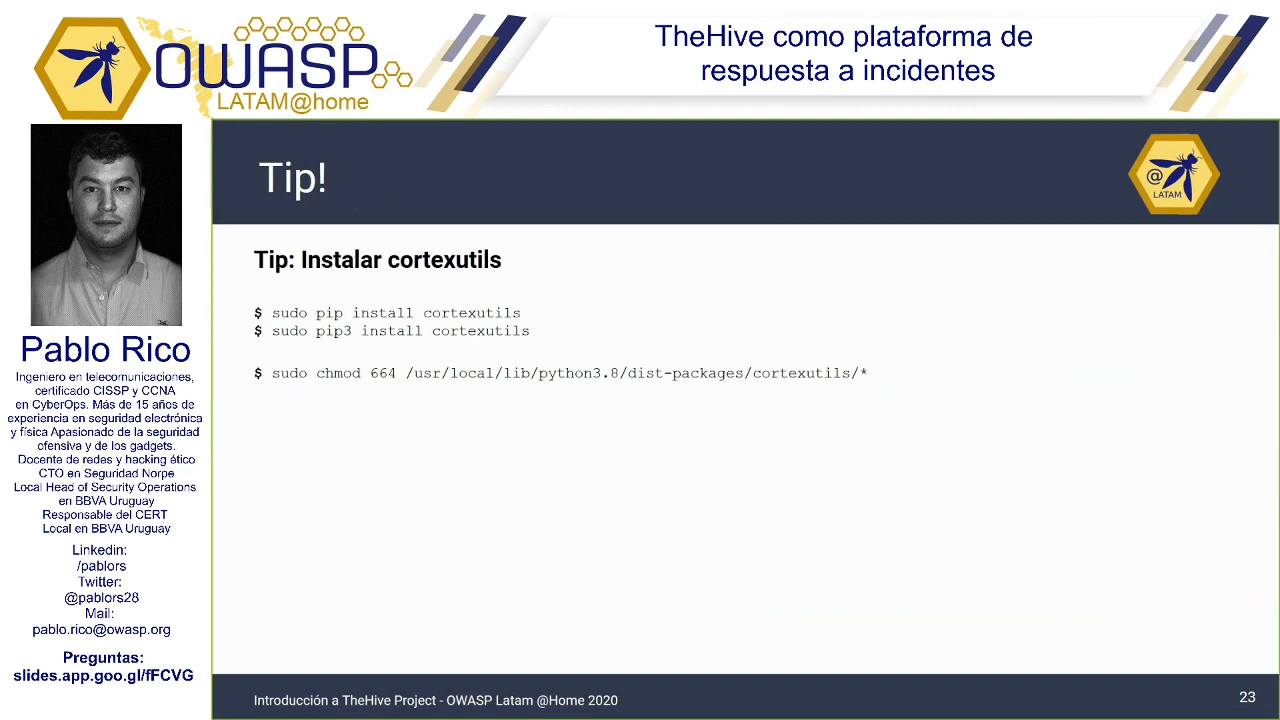 OWASP
LATAM@home
TheHive como plataforma de
respuesta a incidentes
Tip!
@
LATAM
Tip: Instalar cortexutils
$ sudo pip install cortexutils
$ sudo pip3 install cortexutils
$ sudo chmod 664 /usr/local/lib/python3.8/dist-packages/cortexutils/*
Pablo Rico
Ingeniero en telecomunicaciones,
certificado CISSP y CCNA
en CyberOps. Más de 15 años de
experiencia en seguridad electrónica
y física Apasionado de la seguridad
ofensiva y de los gadgets.
Docente de redes y hacking ético
CTO en Seguridad Norpe
Local Head of Security Operations
en BBVA Uruguay
Responsable del CERT
Local en BBVA Uruguay
Linkedin:
/pablors
Twitter:
@pablors28
Mail:
pablo.rico@owasp.org
Preguntas:
slides.app.goo.gl/fFCVG
Introducción a TheHive Project - OWASP Latam @Home 2020
23